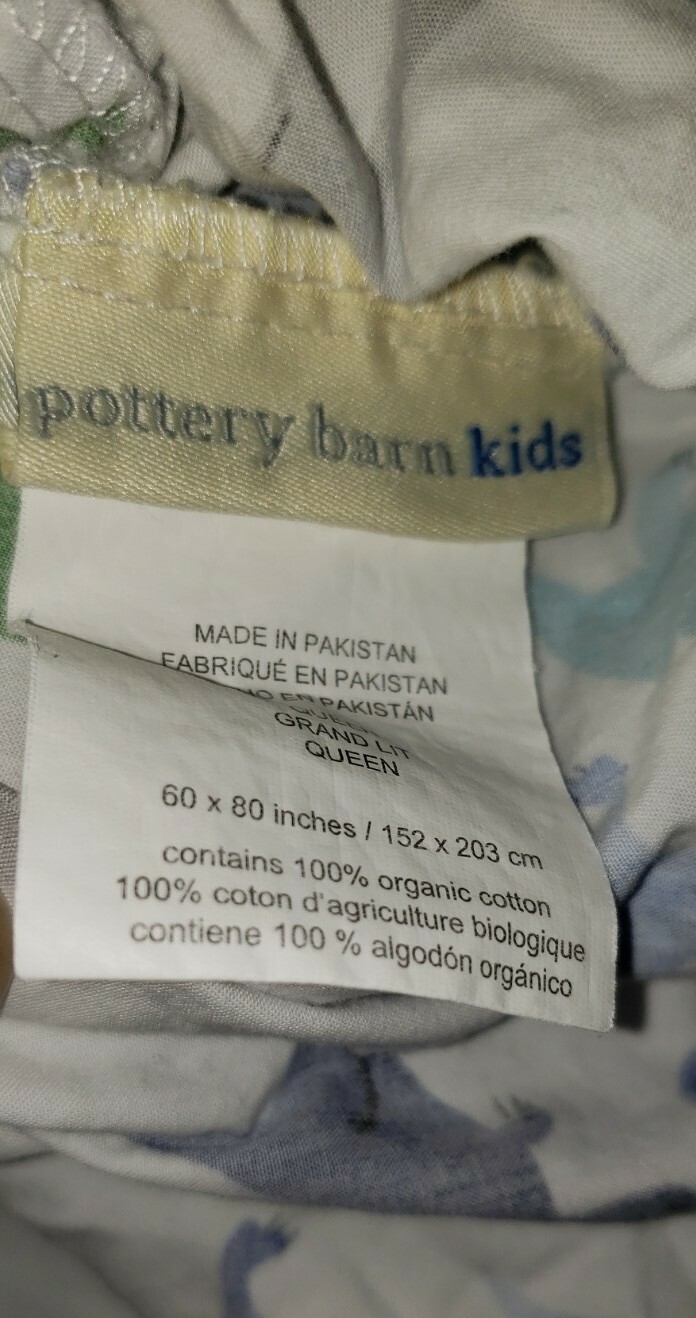 pottery barn kids
MADE IN PAKISTAN
FABRIQUÉ EN PAKISTAN
EN PAKISTÁN
GRAND LIT
QUEEN
60 x 80 inches / 152 x 203 cm
contains 100% organic cotton
100% coton d'agriculture biologique
contiene 100 % algodón orgánico